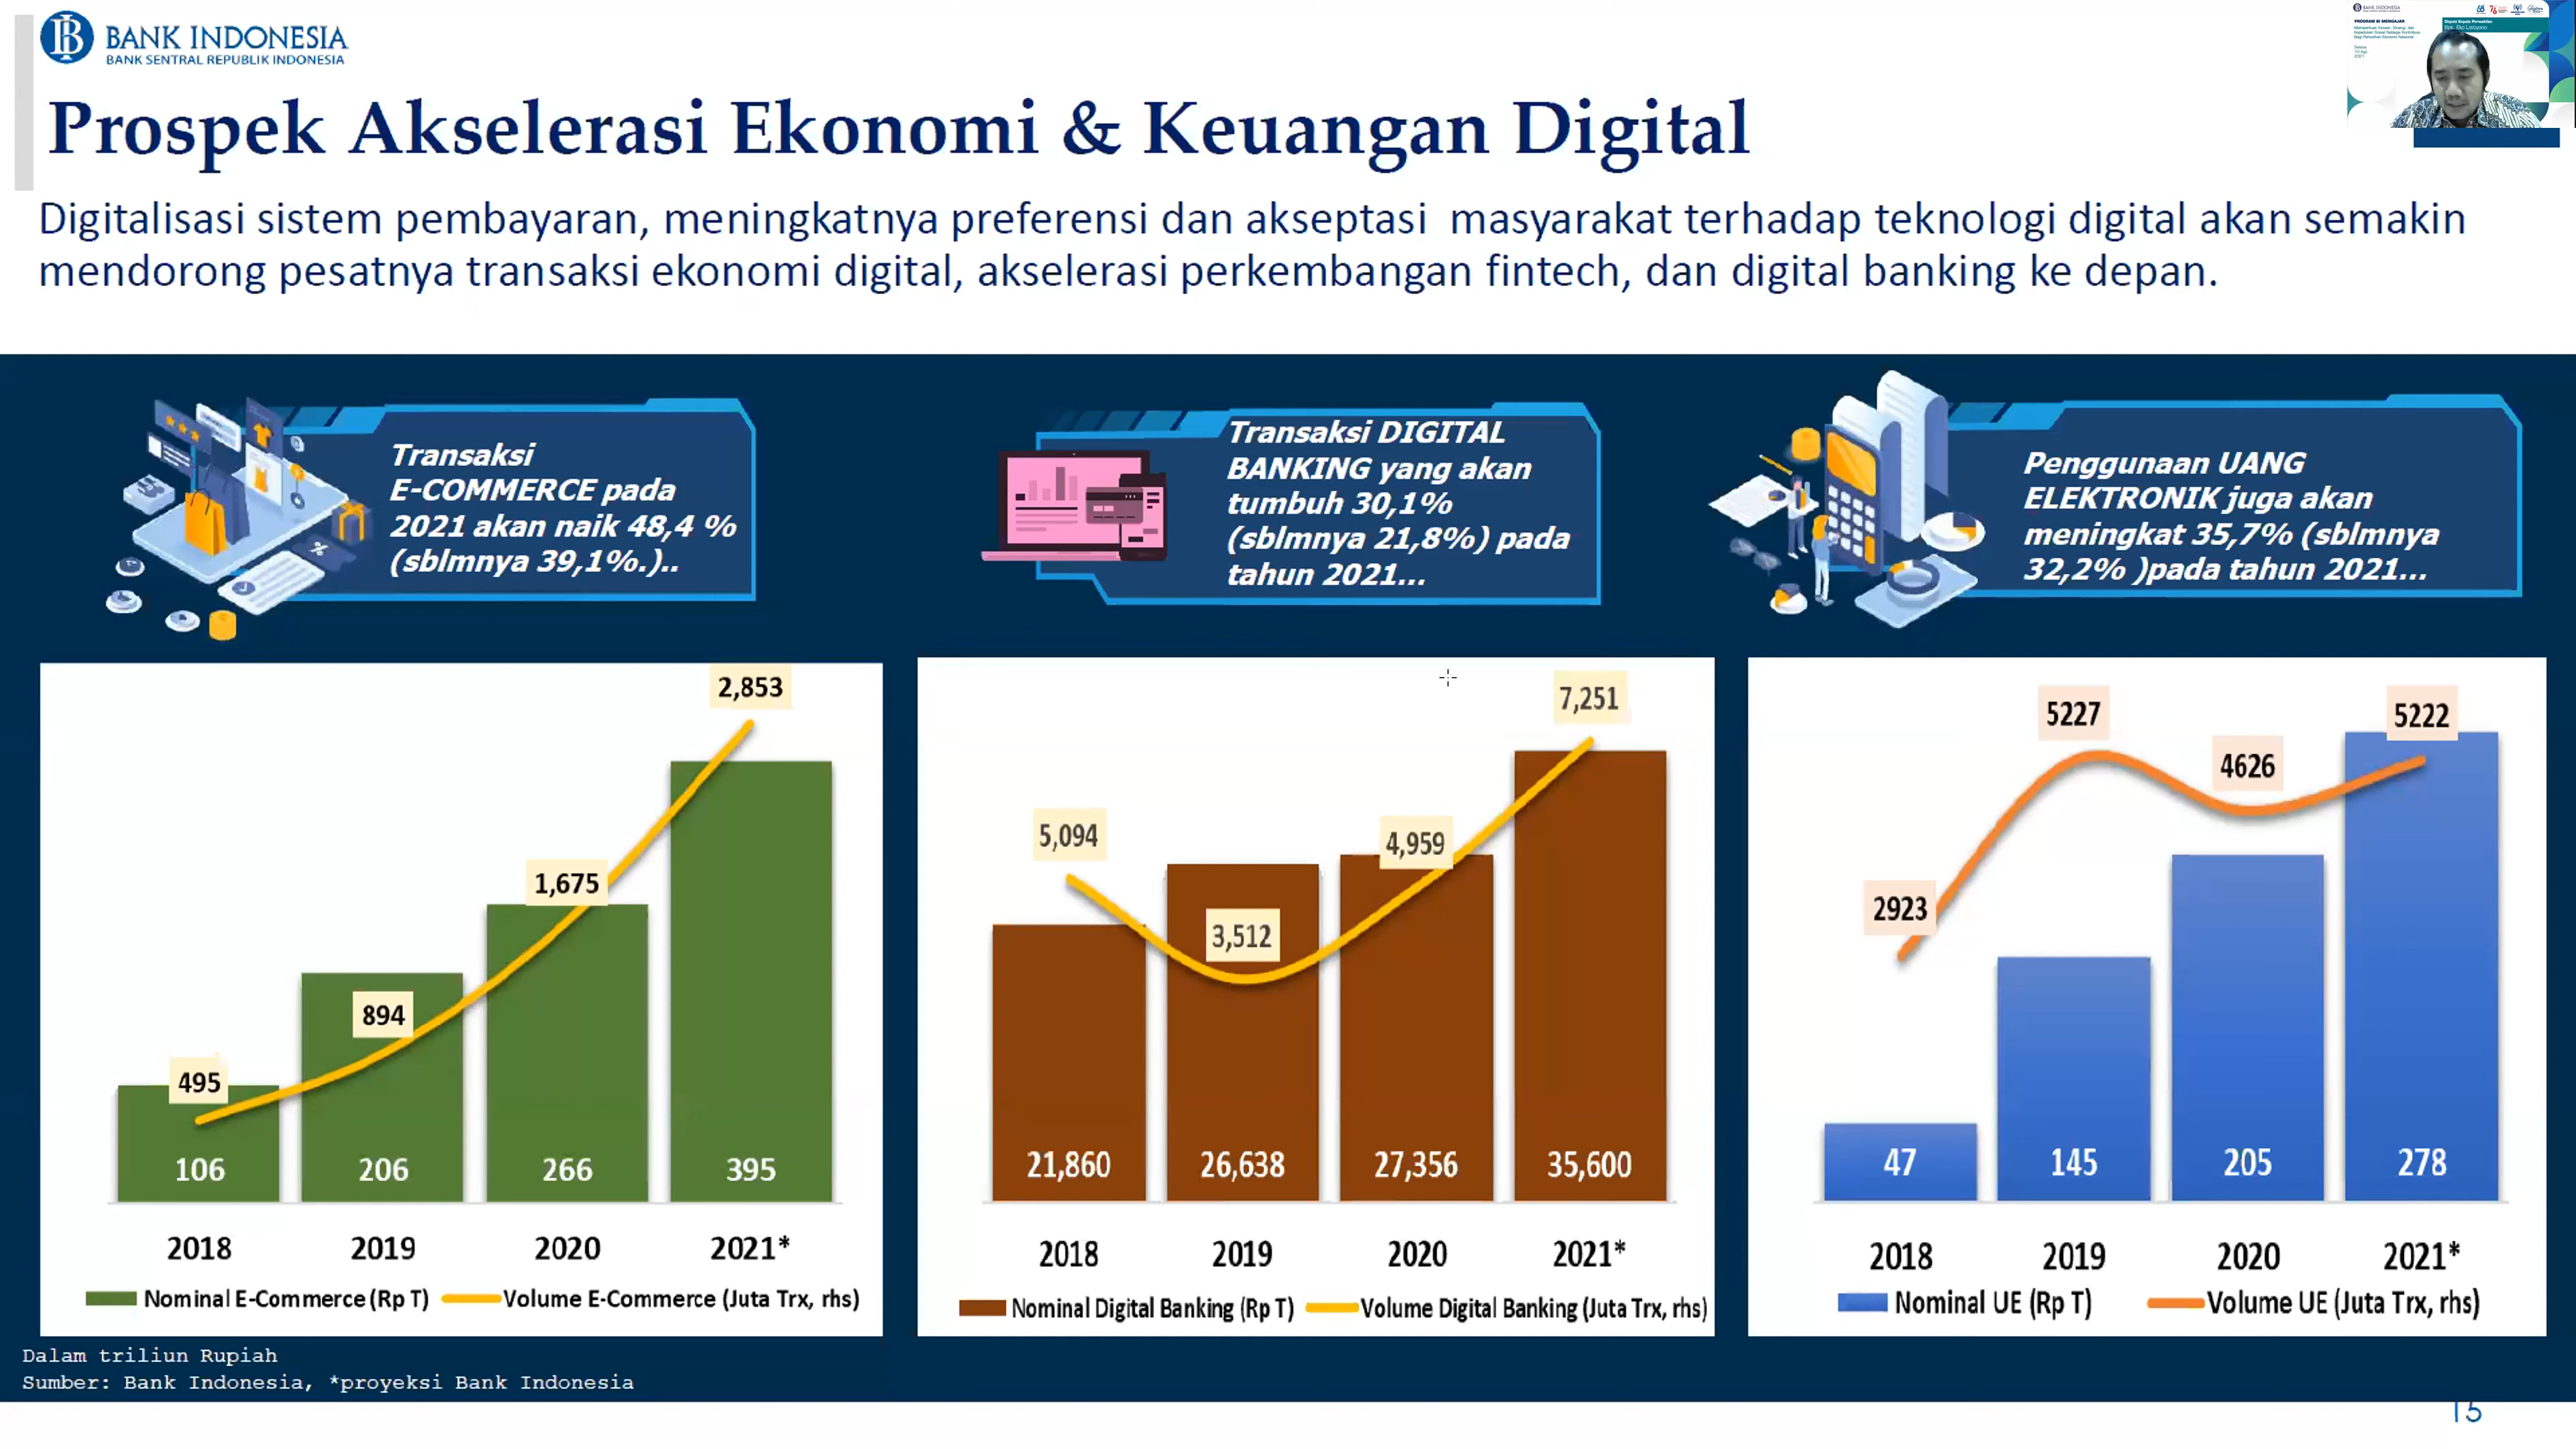 BANK INDONESIA
BANK SENTRAL REPUBLIK INDONESIA
BANK INDONESIA
PROGRAM BI MENGAJAR
Prospek Akselerasi Ekonomi & Keuangan Digital
Digitalisasi sistem pembayaran, meningkatnya preferensi dan akseptasi masyarakat terhadap teknologi digital akan semakin
mendorong pesatnya transaksi ekonomi digital, akselerasi perkembangan fintech, dan digital banking ke depan.
Transaksi
E-COMMERCE pada
2021 akan naik 48,4 %
(sblmnya 39,1%.)..
Transaksi DIGITAL
BANKING yang akan
tumbuh 30,1%
(sblmnya 21,8%) pada
tahun 2021...
Penggunaan UANG
ELEKTRONIK juga akan
meningkat 35,7% (sblmnya
32,2% )pada tahun 2021...
2,853
1,675
894
495
106 206 266 395
2018 2019 2020 2021*
Nominal E-Commerce (Rp T) Volume E-Commerce (Juta Trx, rhs)
7,251
5,094
4,959
3,512
21,860 26,638 27,356 35,600
2018 2019 2020 2021*
Nominal Digital Banking (Rp T) Volume Digital Banking (Juta Trx, rhs)
5227
5222
4626
2923
47 145 205 278
2018 2019 2020 2021*
Nominal UE (Rp T) Volume UE (Juta Trx, rhs)
Dalam triliun Rupiah
Sumber: Bank Indonesia, *proyeksi Bank Indonesia
15